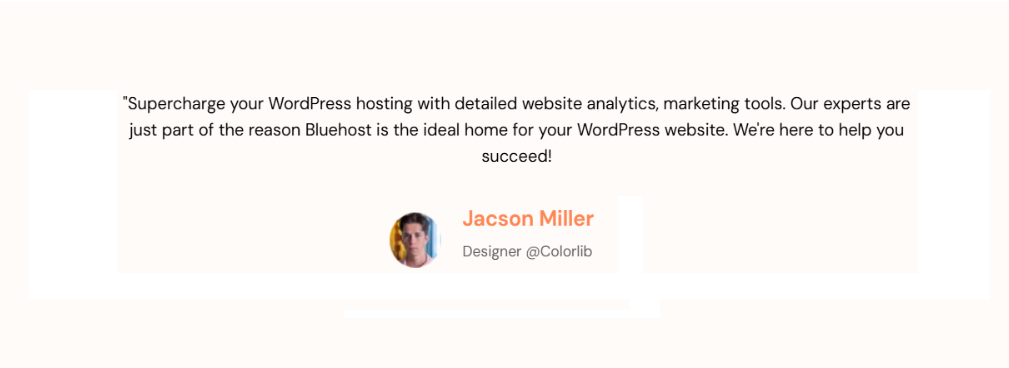 "Supercharge your WordPress hosting with detailed website analytics, marketing tools. Our experts are
just part of the reason Bluehost is the ideal home for your WordPress website. We're here to help you
succeed!
Jacson Miller
Designer @Colorlib